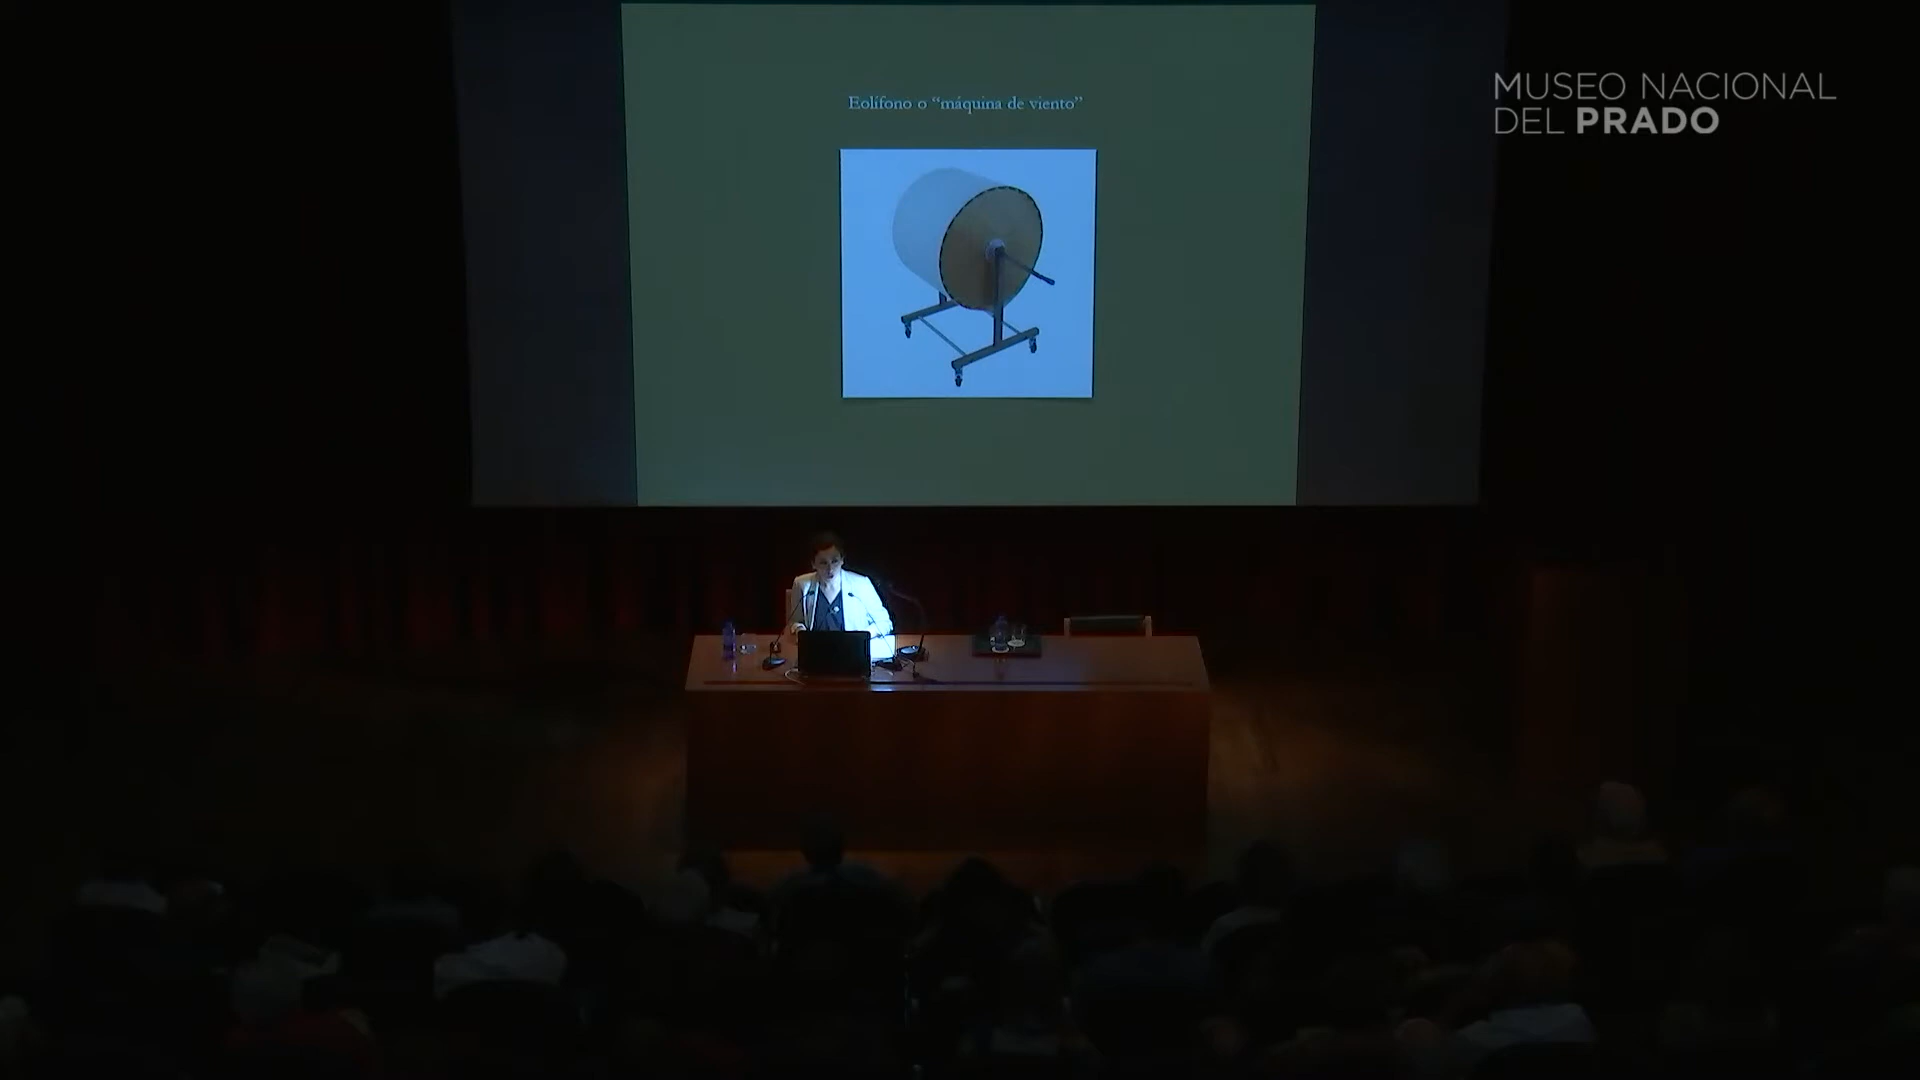 Eolífono o “máquina de viento”
MUSEO NACIONAL
DEL PRADO